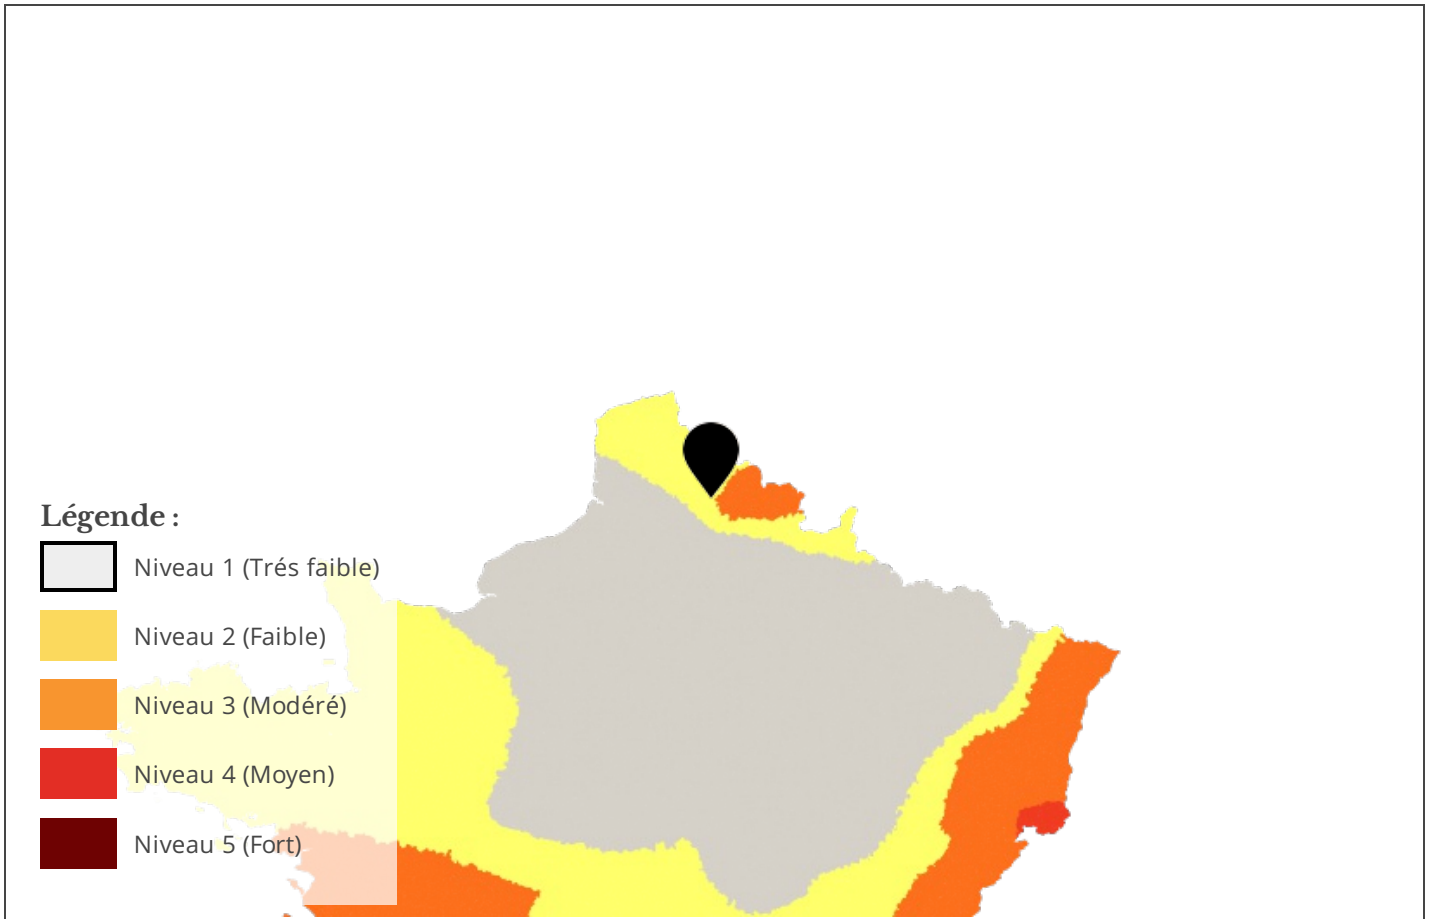 Légende :
Niveau 1 (Trés faible)
Niveau 2 (Faible)
Niveau 3 (Modéré)
Niveau 4 (Moyen)
Niveau 5 (Fort)